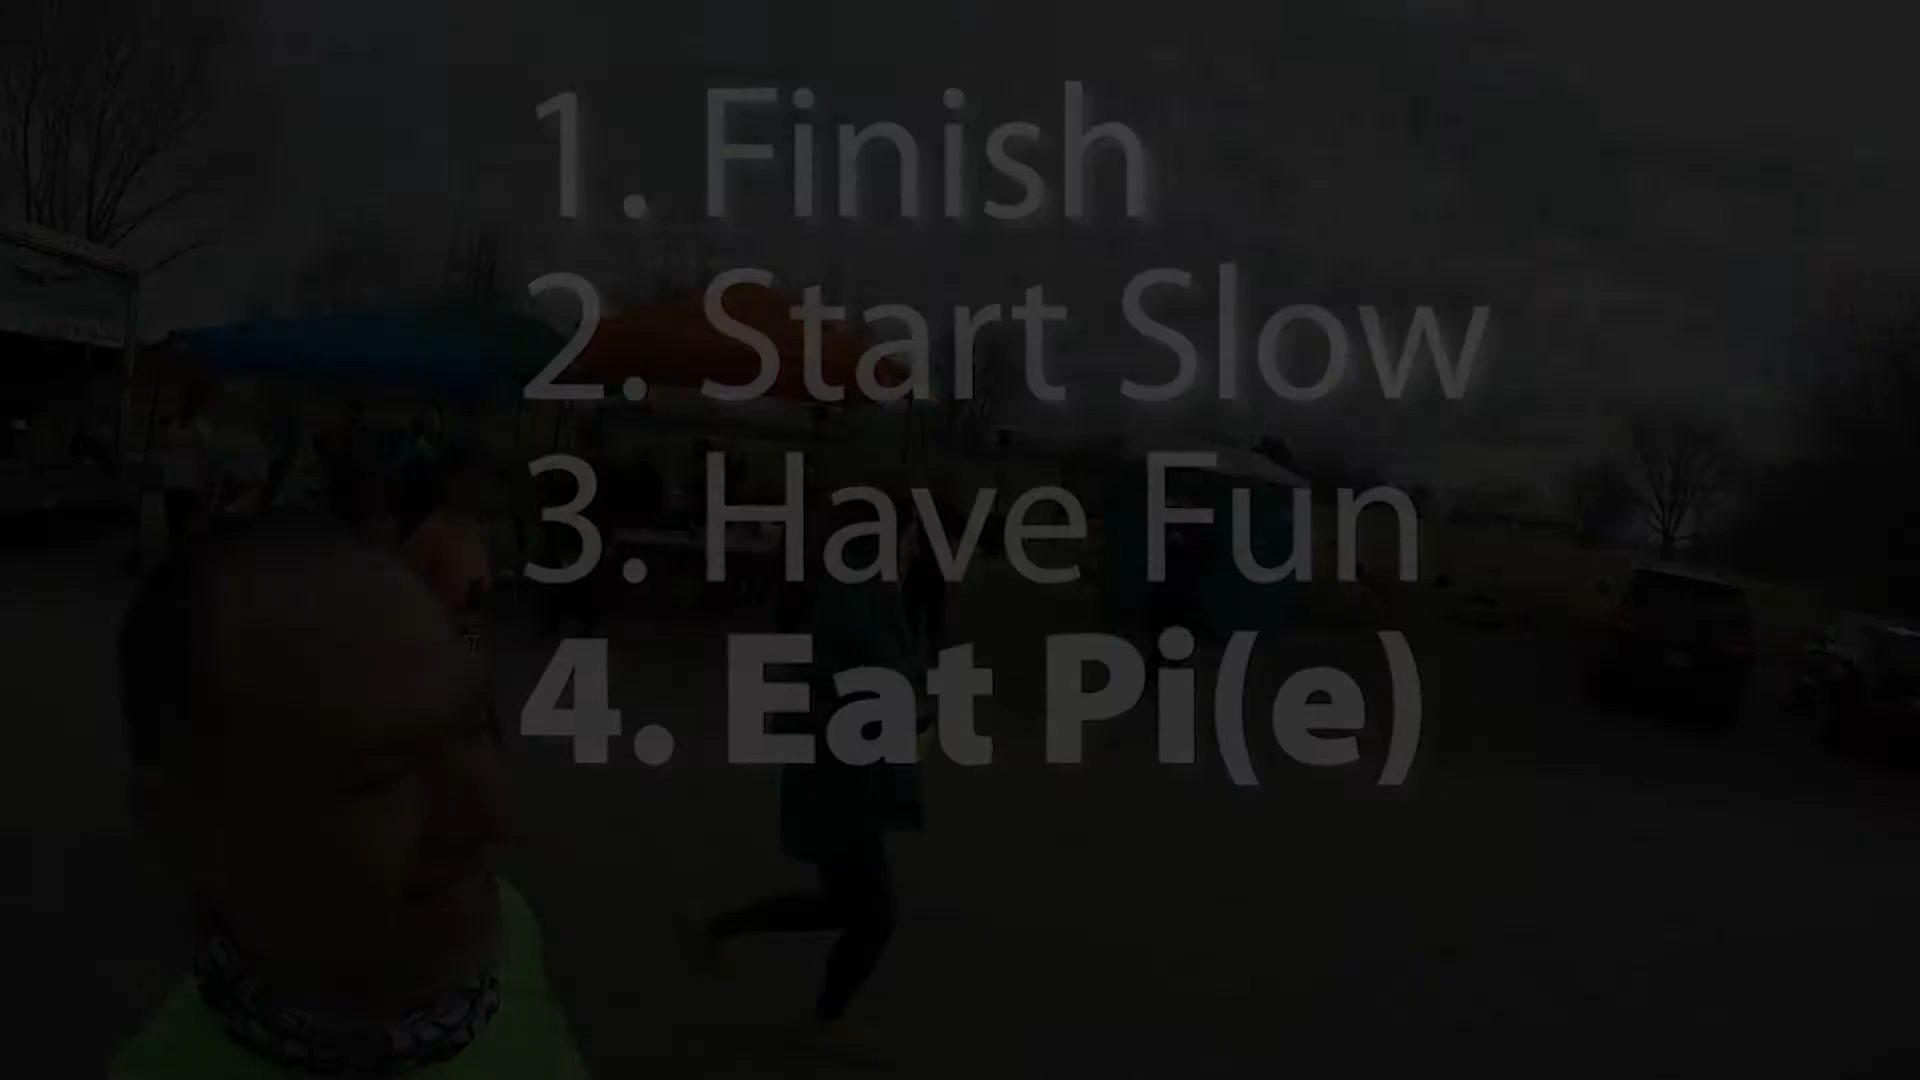 1. Finish
2. Start Slow
3. Have Fun
4. Eat Pi(e)